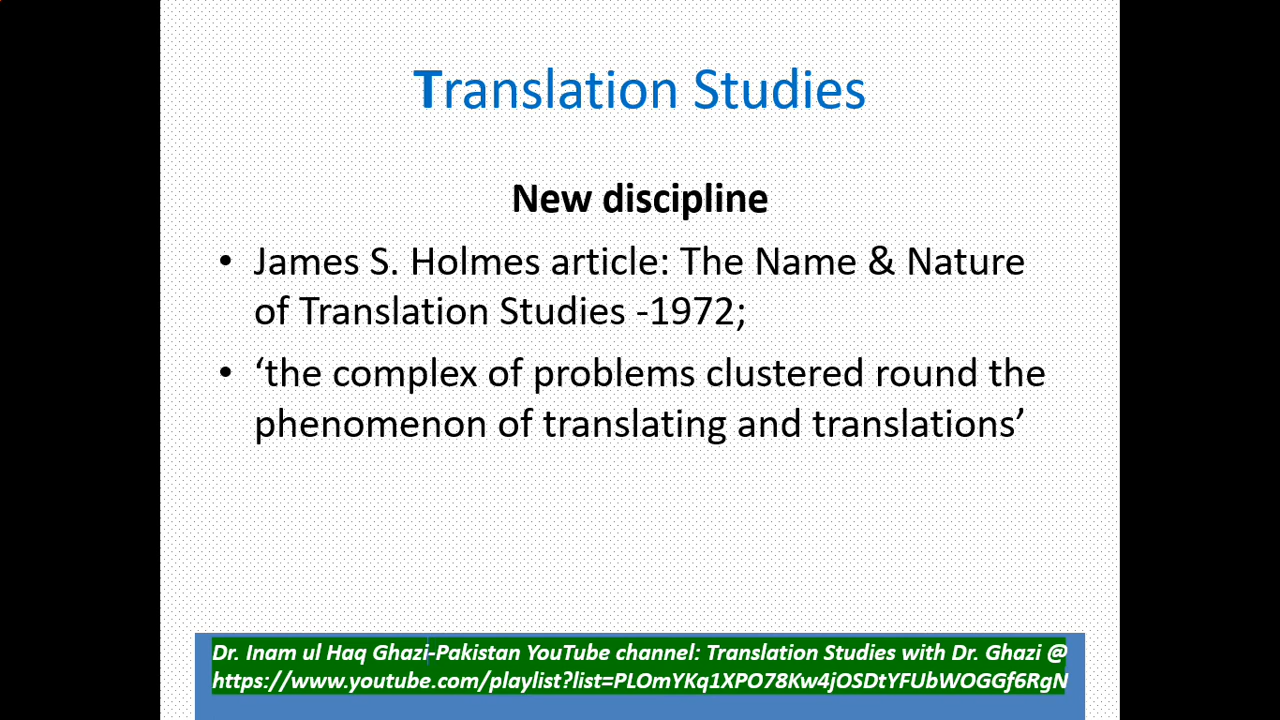 Translation Studies
New discipline
• James S. Holmes article: The Name & Nature
of Translation Studies -1972;
• ‘the complex of problems clustered round the
phenomenon of translating and translations’
Dr. Inam ul Haq Ghazi-Pakistan YouTube channel: Translation Studies with Dr. Ghazi @
https://www.youtube.com/playlist?list=PLOmYKq1XPO78Kw4jOSDtYFUbWOGGf6RgN